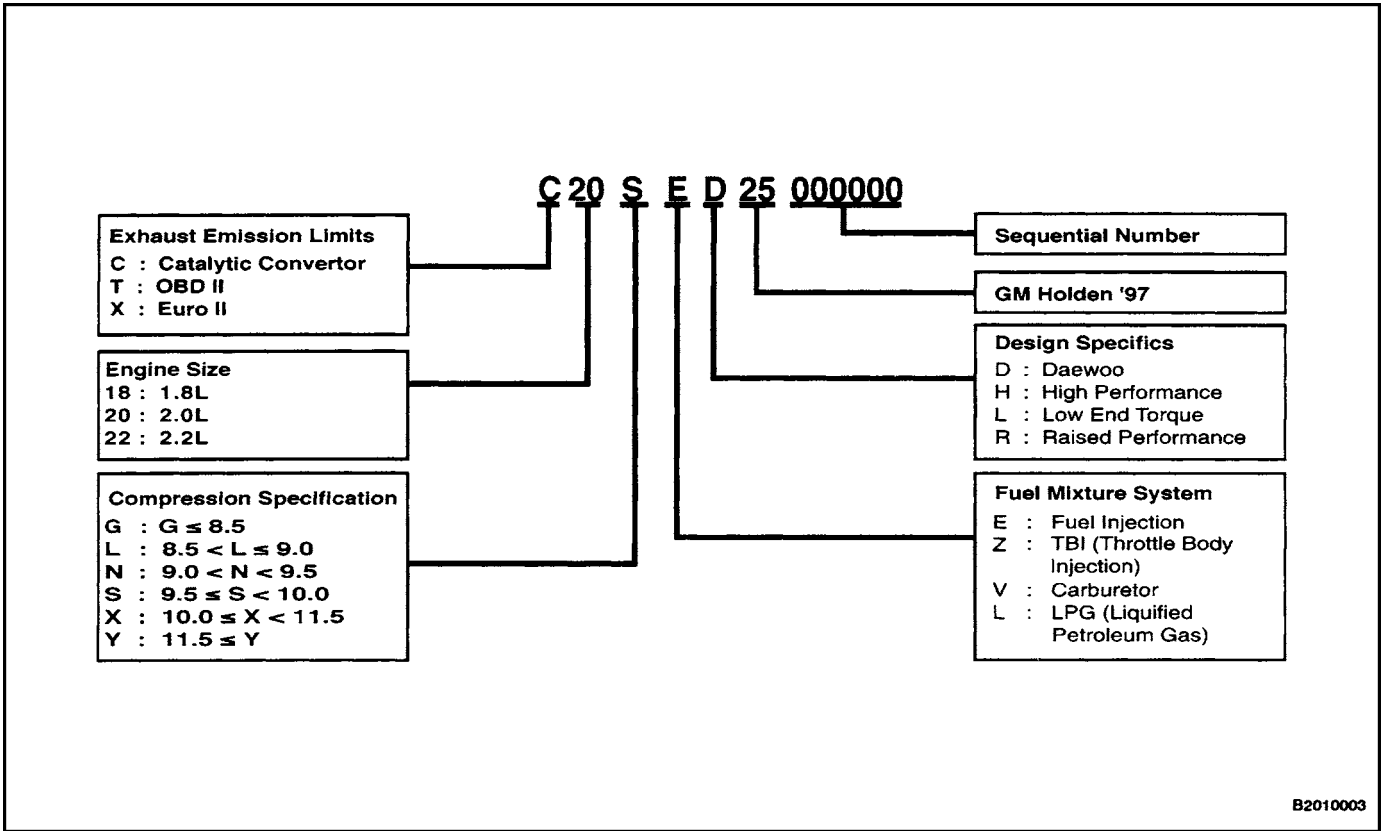 C 20 S E D 25 000000
Exhaust Emission Limits
C : Catalytic Convertor
T : OBD II
X : Euro II
Engine Size
18 : 1.8L
20 : 2.0L
22 : 2.2L
Compression Specification
G : G ≤ 8.5
L : 8.5 < L ≤ 9.0
N : 9.0 < N < 9.5
S : 9.5 ≤ S < 10.0
X : 10.0 ≤ X < 11.5
Y : 11.5 ≤ Y
Sequential Number
GM Holden '97
Design Specifics
D : Daewoo
H : High Performance
L : Low End Torque
R : Raised Performance
Fuel Mixture System
E : Fuel Injection
Z : TBI (Throttle Body
Injection)
V : Carburetor
L : LPG (Liquified
Petroleum Gas)
B2010003